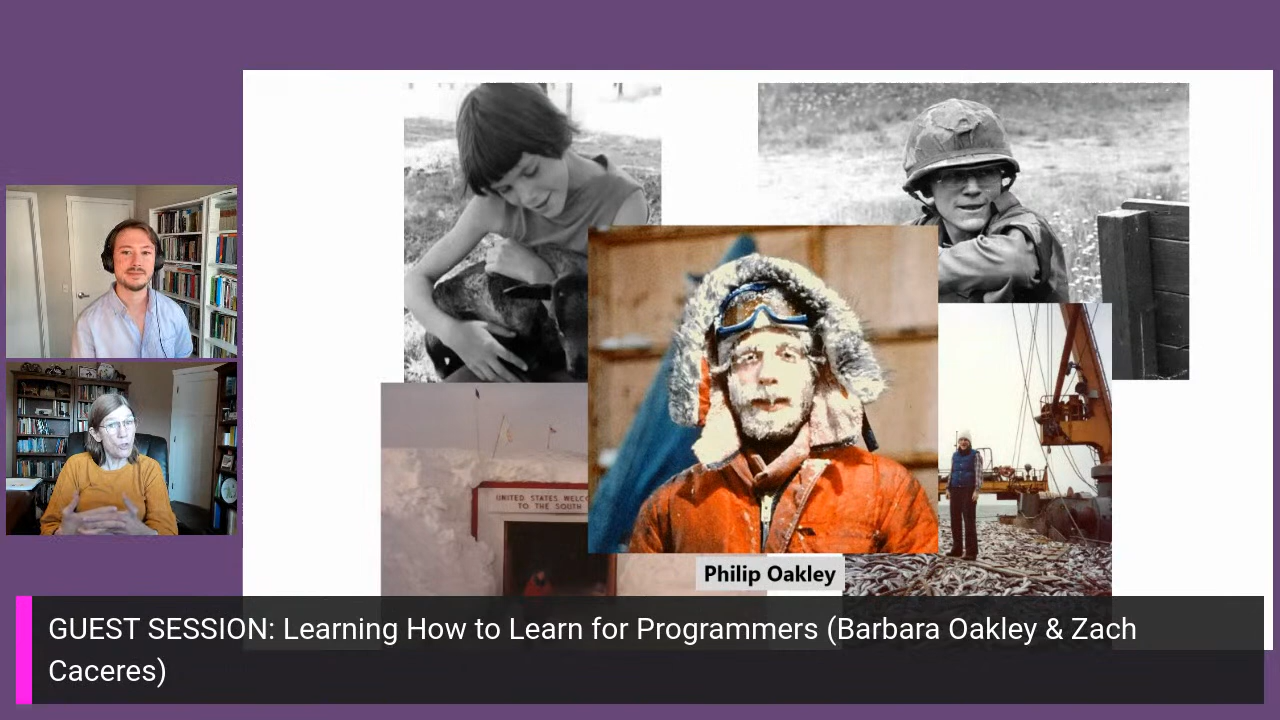 UNITED STATES WELC
TO THE SOUTH
Philip Oakley
GUEST SESSION: Learning How to Learn for Programmers (Barbara Oakley & Zach
Caceres)